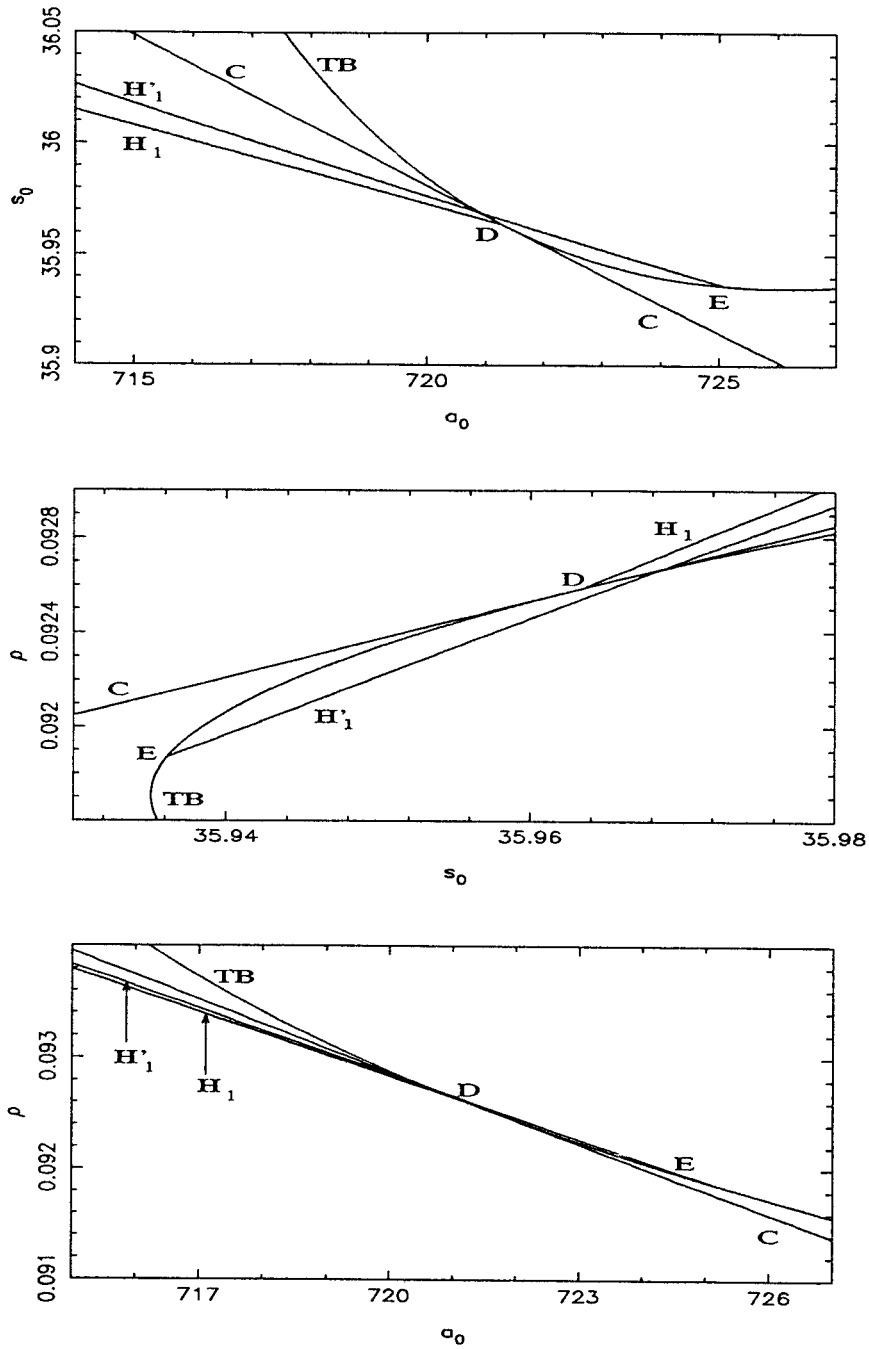 36.05
36
35.95
35.9
s₀
C
TB
H'₁
H₁
D
E
C
715
720
725
a₀
0.0928
0.0924
0.092
ρ
H₁
D
C
H'₁
E
TB
35.94
35.96
35.98
s₀
0.093
0.092
0.091
ρ
TB
H'₁
H₁
D
E
C
717
720
723
726
a₀